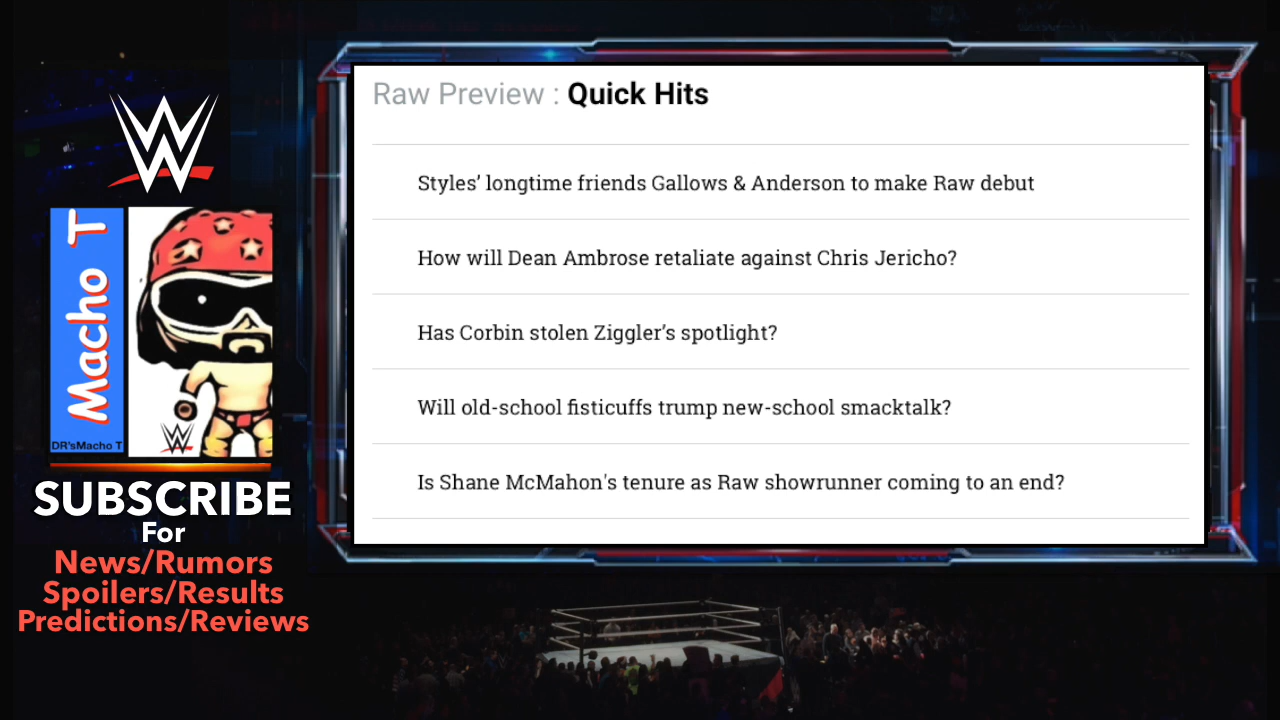 Raw Preview : Quick Hits
Styles’ longtime friends Gallows & Anderson to make Raw debut
How will Dean Ambrose retaliate against Chris Jericho?
Has Corbin stolen Ziggler’s spotlight?
Will old-school fisticuffs trump new-school smacktalk?
Is Shane McMahon's tenure as Raw showrunner coming to an end?
W
Macho T
DR'sMacho T
W
SUBSCRIBE
For
News/Rumors
Spoilers/Results
Predictions/Reviews